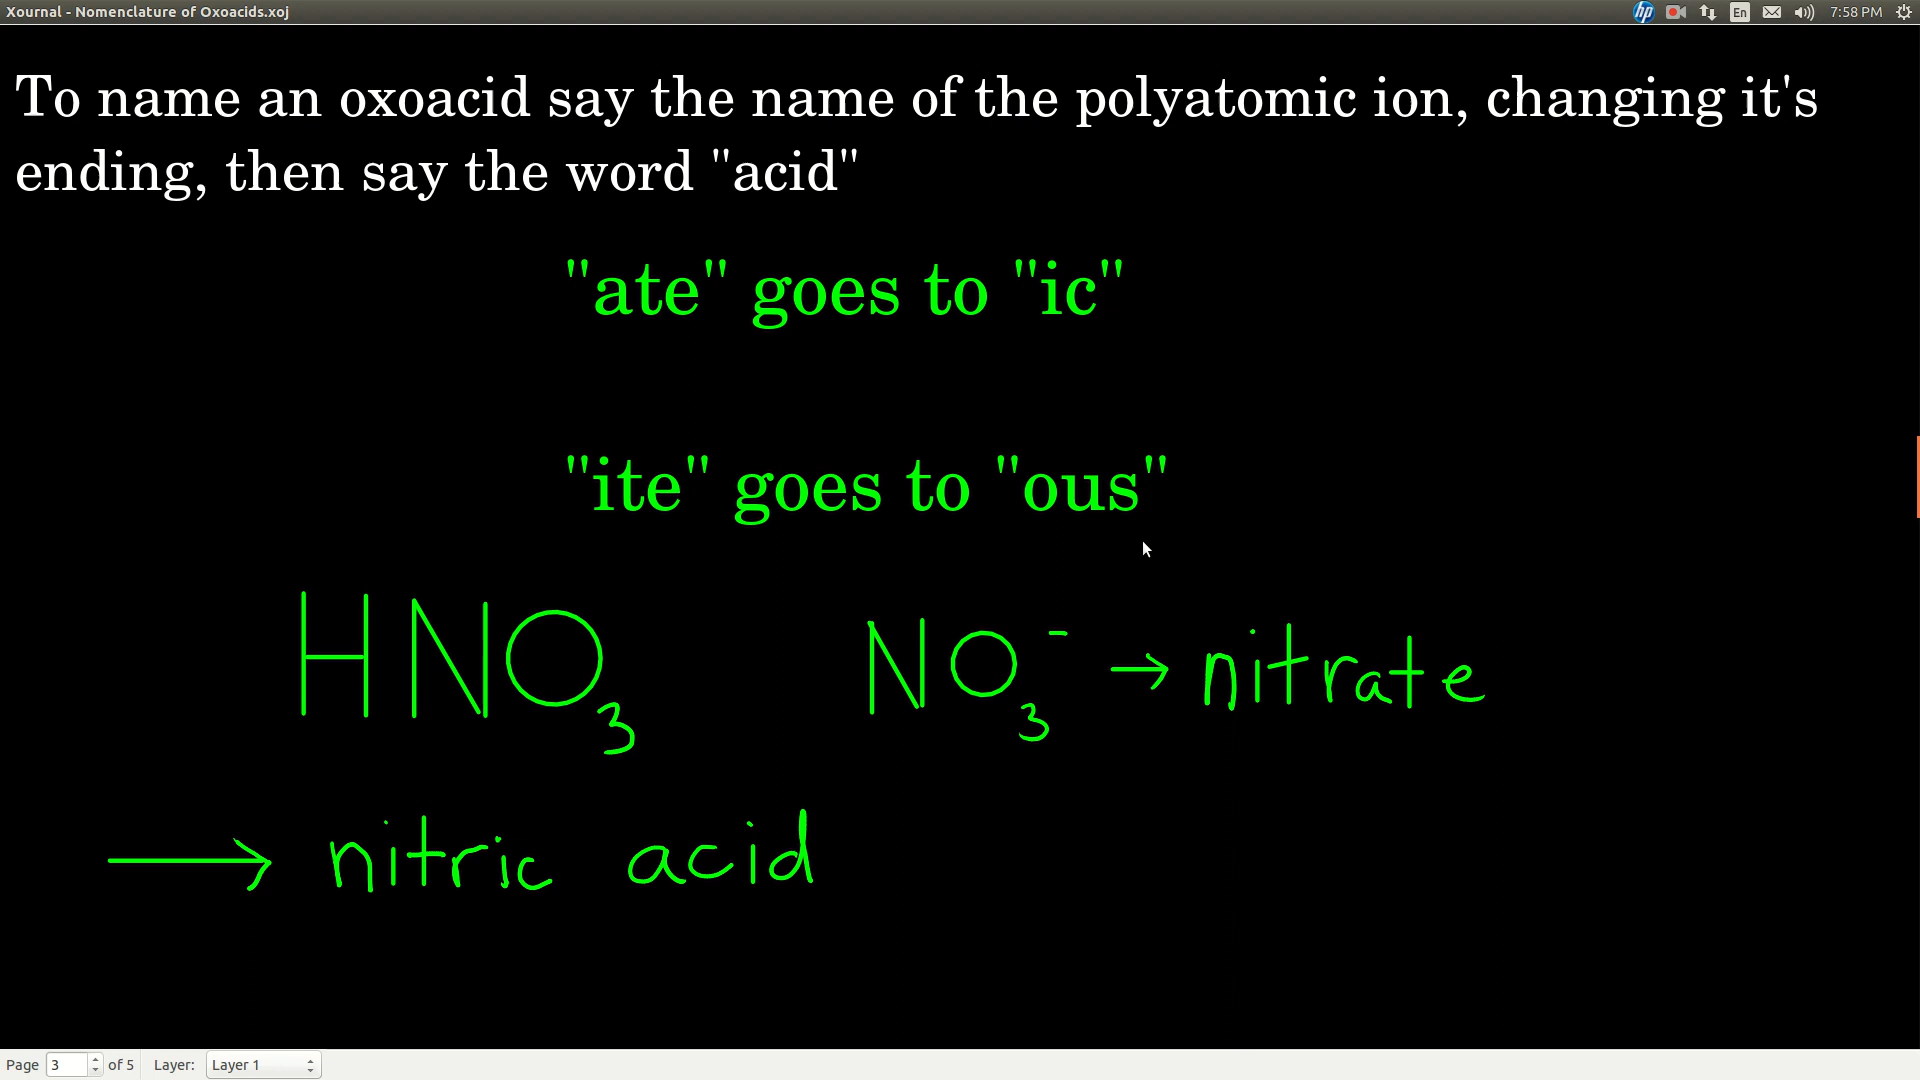 Xournal - Nomenclature of Oxoacids.xoj
hp En 7:58 PM
To name an oxoacid say the name of the polyatomic ion, changing it's
ending, then say the word "acid"
"ate" goes to "ic"
"ite" goes to "ous"
HNO₃ NO₃⁻ → nitrate
→ nitric acid
Page 3 of 5 Layer: Layer 1